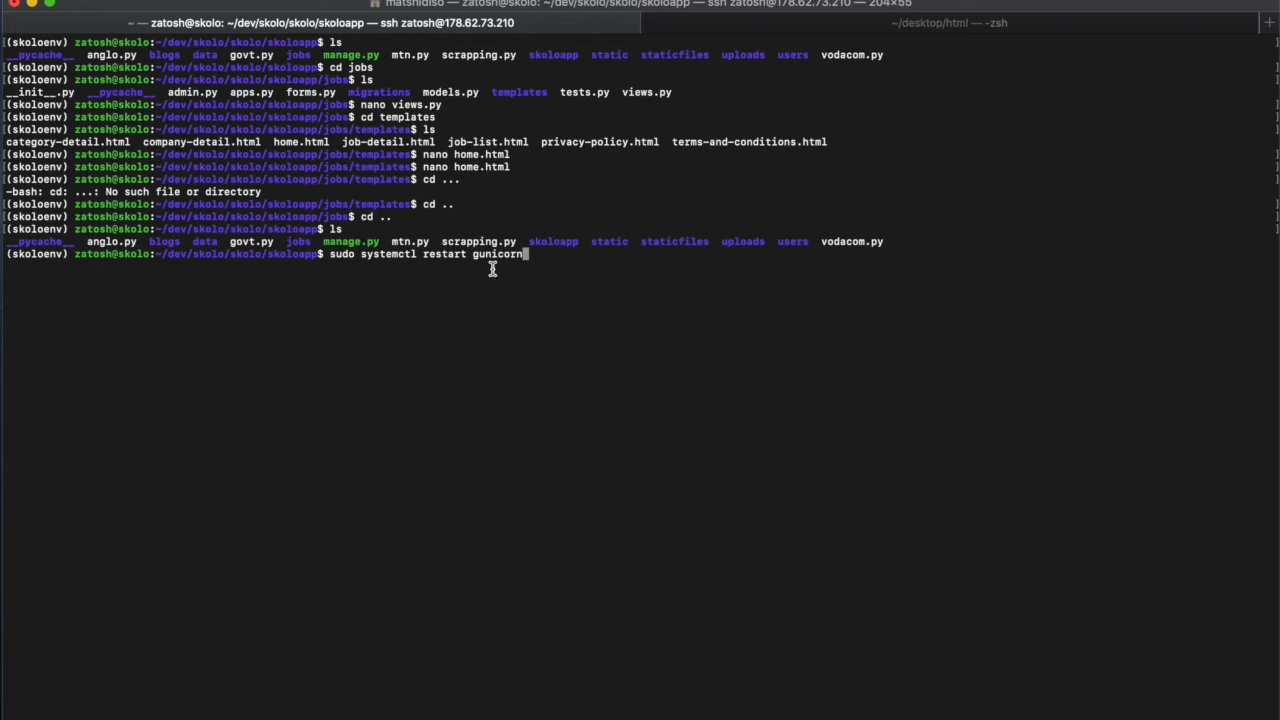 matshidiso — zatosh@skolo: ~/dev/skolo/skolo/skoloapp — ssh zatosh@178.62.73.210 — 204×55
~ — zatosh@skolo: ~/dev/skolo/skolo/skoloapp — ssh zatosh@178.62.73.210
~/desktop/html — -zsh
(skoloenv) zatosh@skolo:~/dev/skolo/skolo/skoloapp$ ls
__pycache__ anglo.py blogs data govt.py jobs manage.py mtn.py scrapping.py skoloapp static staticfiles uploads users vodacom.py
(skoloenv) zatosh@skolo:~/dev/skolo/skolo/skoloapp$ cd jobs
(skoloenv) zatosh@skolo:~/dev/skolo/skolo/skoloapp/jobs$ ls
__init__.py __pycache__ admin.py apps.py forms.py migrations models.py templates tests.py views.py
(skoloenv) zatosh@skolo:~/dev/skolo/skolo/skoloapp/jobs$ nano views.py
(skoloenv) zatosh@skolo:~/dev/skolo/skolo/skoloapp/jobs$ cd templates
(skoloenv) zatosh@skolo:~/dev/skolo/skolo/skoloapp/jobs/templates$ ls
category-detail.html company-detail.html home.html job-detail.html job-list.html privacy-policy.html terms-and-conditions.html
(skoloenv) zatosh@skolo:~/dev/skolo/skolo/skoloapp/jobs/templates$ nano home.html
(skoloenv) zatosh@skolo:~/dev/skolo/skolo/skoloapp/jobs/templates$ nano home.html
(skoloenv) zatosh@skolo:~/dev/skolo/skolo/skoloapp/jobs/templates$ cd ...
-bash: cd: ...: No such file or directory
(skoloenv) zatosh@skolo:~/dev/skolo/skolo/skoloapp/jobs/templates$ cd ..
(skoloenv) zatosh@skolo:~/dev/skolo/skolo/skoloapp/jobs$ cd ..
(skoloenv) zatosh@skolo:~/dev/skolo/skolo/skoloapp$ ls
__pycache__ anglo.py blogs data govt.py jobs manage.py mtn.py scrapping.py skoloapp static staticfiles uploads users vodacom.py
(skoloenv) zatosh@skolo:~/dev/skolo/skolo/skoloapp$ sudo systemctl restart gunicorn